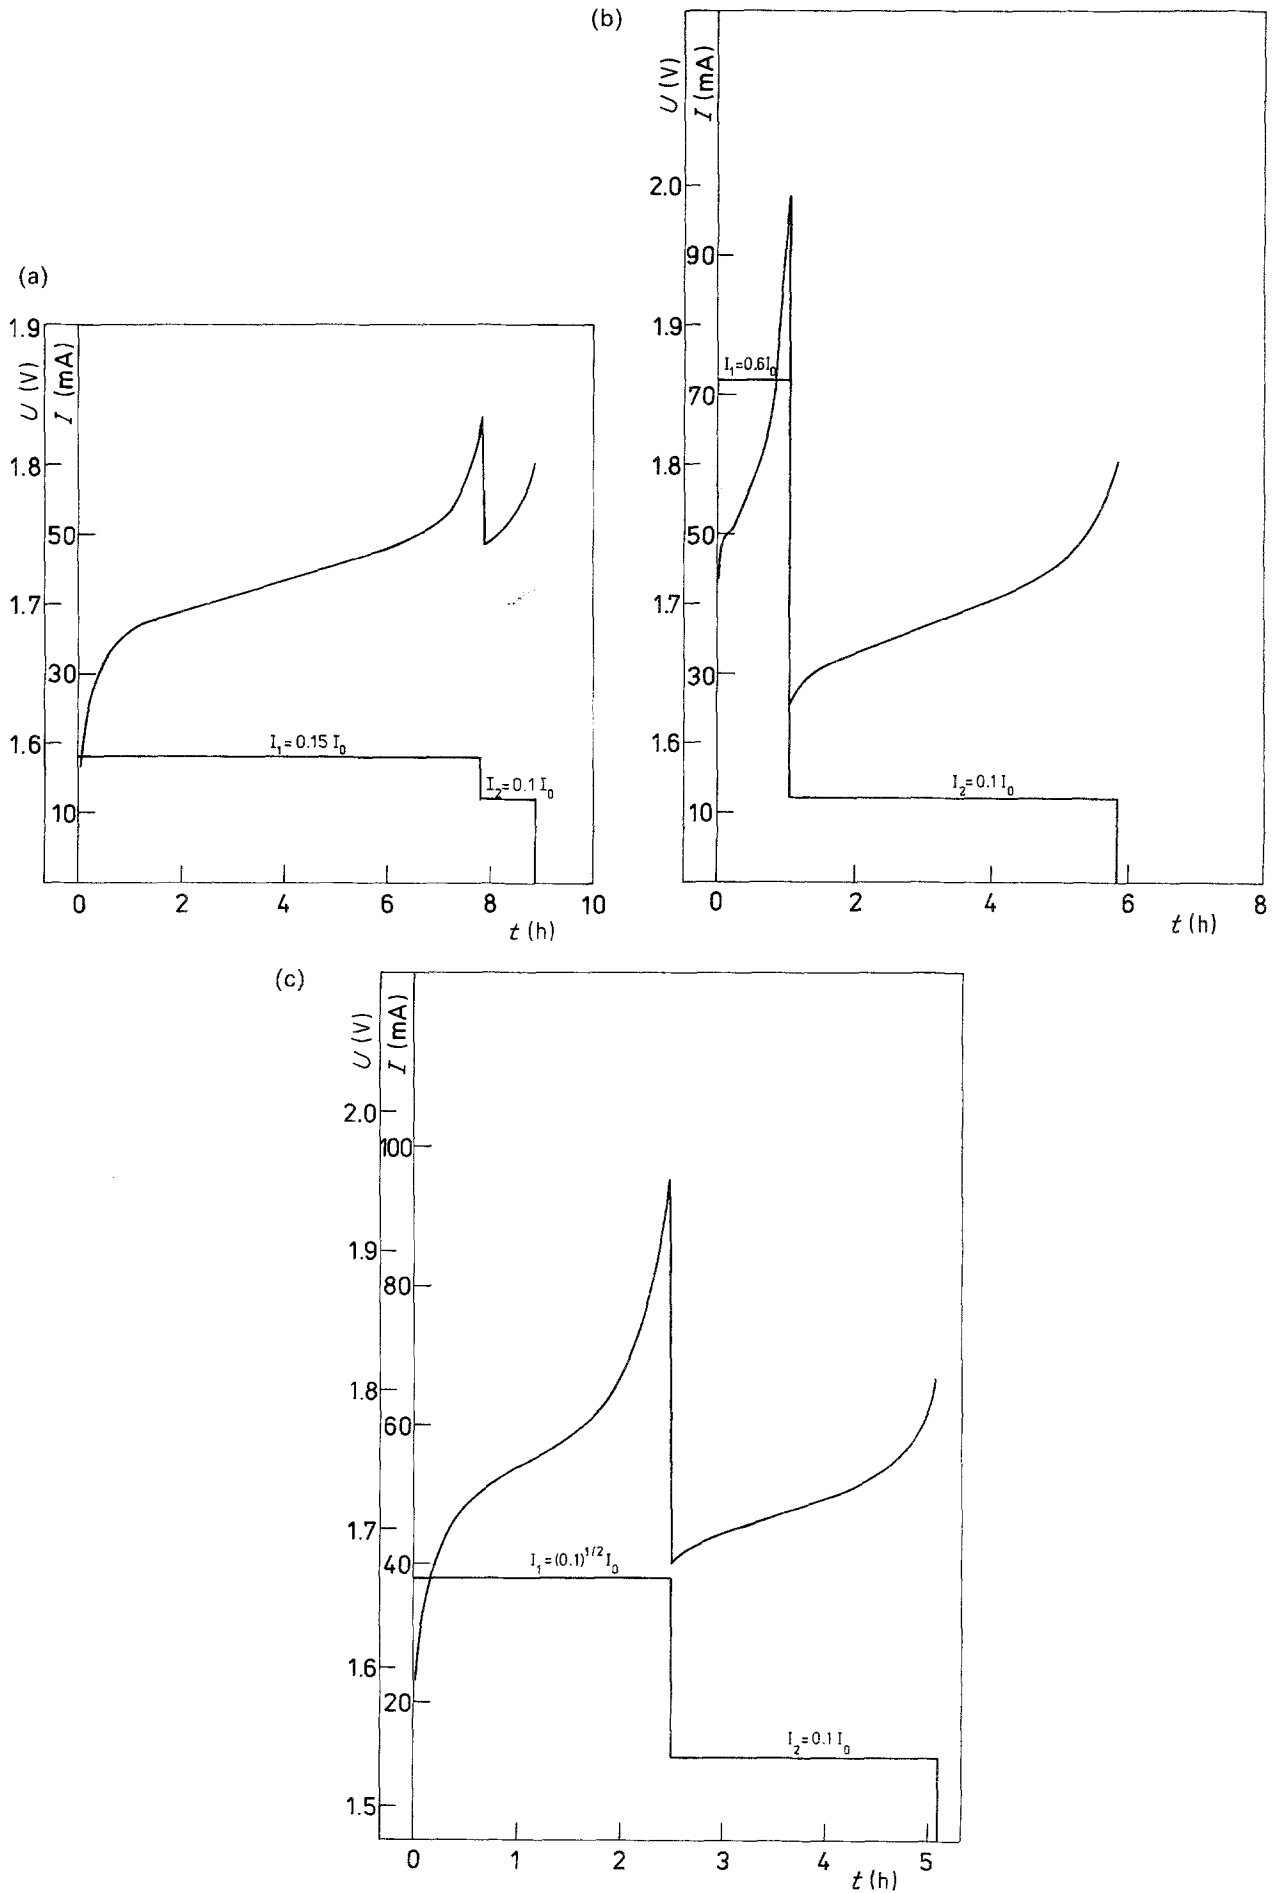 (b)
U (V)
I (mA)
2.0
90
1.9
I₁=0.6I₀
70
1.8
50
1.7
30
1.6
I₂=0.1I₀
10
0 2 4 6 8
t (h)
(a)
1.9
U (V)
I (mA)
1.8
50
1.7
30
1.6
I₁=0.15 I₀
I₂=0.1 I₀
10
0 2 4 6 8 10
t (h)
(c)
U (V)
I (mA)
2.0
100
1.9
80
1.8
60
1.7
40
I₁=(0.1)^1/2 I₀
1.6
20
I₂=0.1 I₀
1.5
0 1 2 3 4 5
t (h)